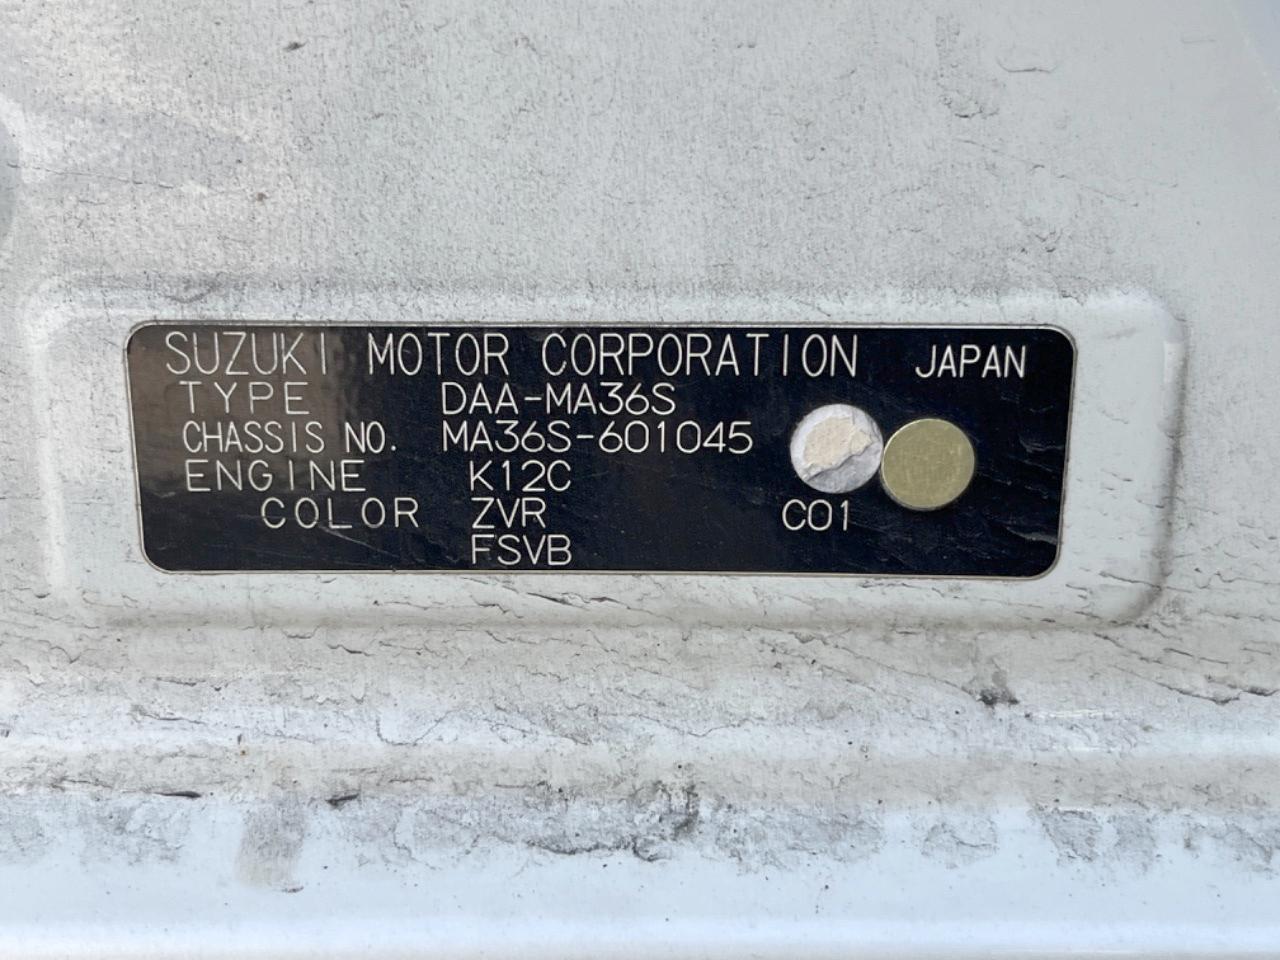 SUZUKI MOTOR CORPORATION JAPAN
TYPE DAA-MA36S
CHASSIS NO. MA36S-601045
ENGINE K12C
COLOR ZVR C01
FSVB